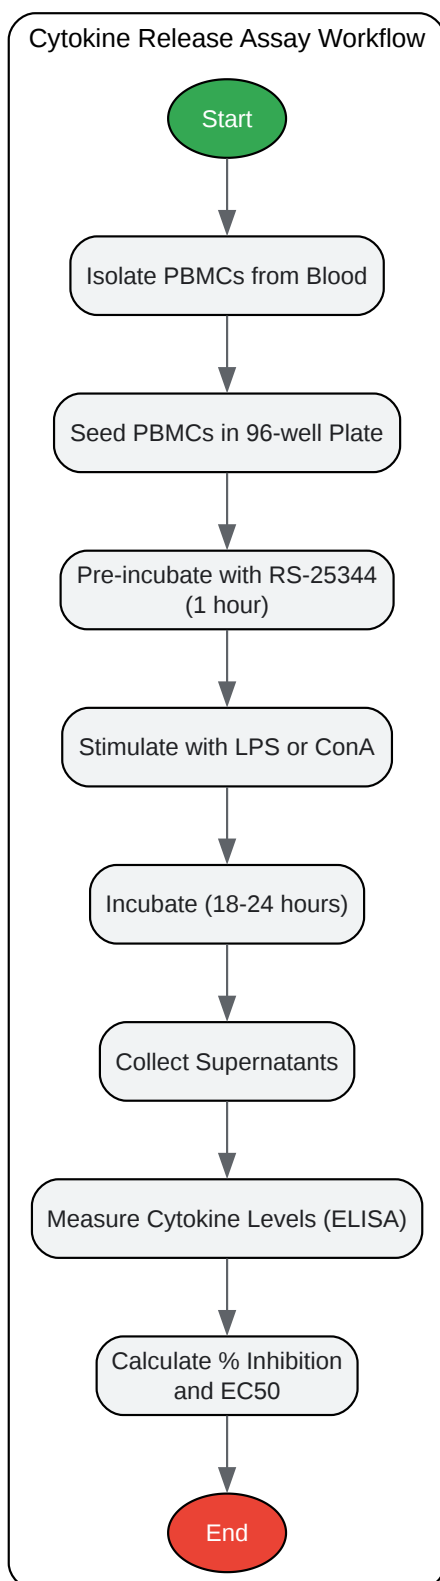 Cytokine Release Assay Workflow
Start
Isolate PBMCs from Blood
Seed PBMCs in 96-well Plate
Pre-incubate with RS-25344
(1 hour)
Stimulate with LPS or ConA
Incubate (18-24 hours)
Collect Supernatants
Measure Cytokine Levels (ELISA)
Calculate % Inhibition
and EC50
End